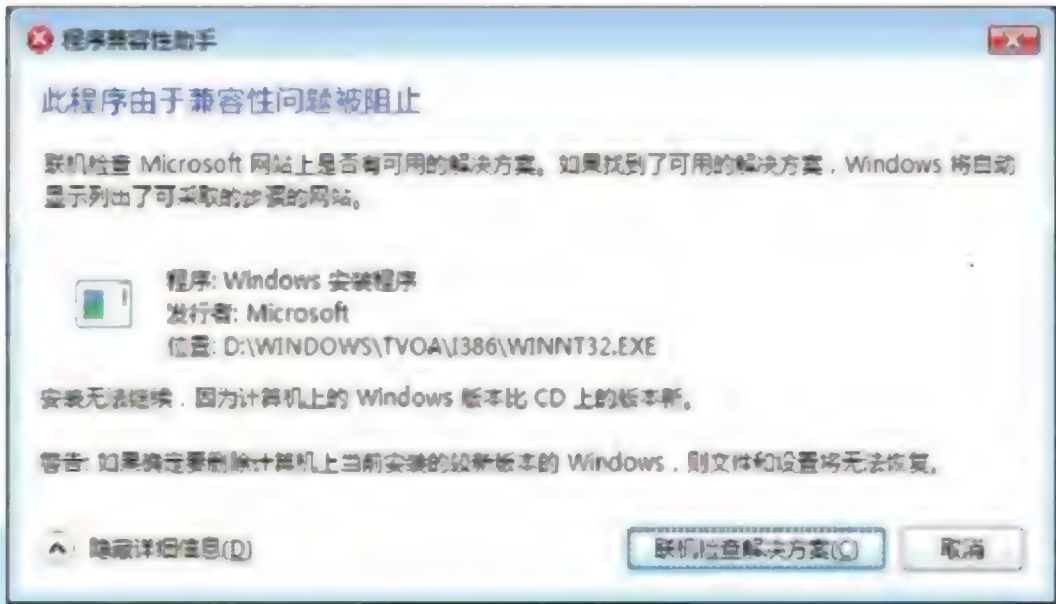 程序兼容性助手
此程序由于兼容性问题被阻止
联机检查 Microsoft 网站上是否有可用的解决方案。如果找到了可用的解决方案，Windows 将自动
显示列出了可采取的步骤的网站。
程序: Windows 安装程序
发行者: Microsoft
位置: D:\WINDOWS\TVOA\I386\WINNT32.EXE
安装无法继续，因为计算机上的 Windows 版本比 CD 上的版本新。
警告: 如果确定要删除计算机上当前安装的较新版本的 Windows，则文件和设置将无法恢复。
隐藏详细信息(D)
联机检查解决方案(C)
取消